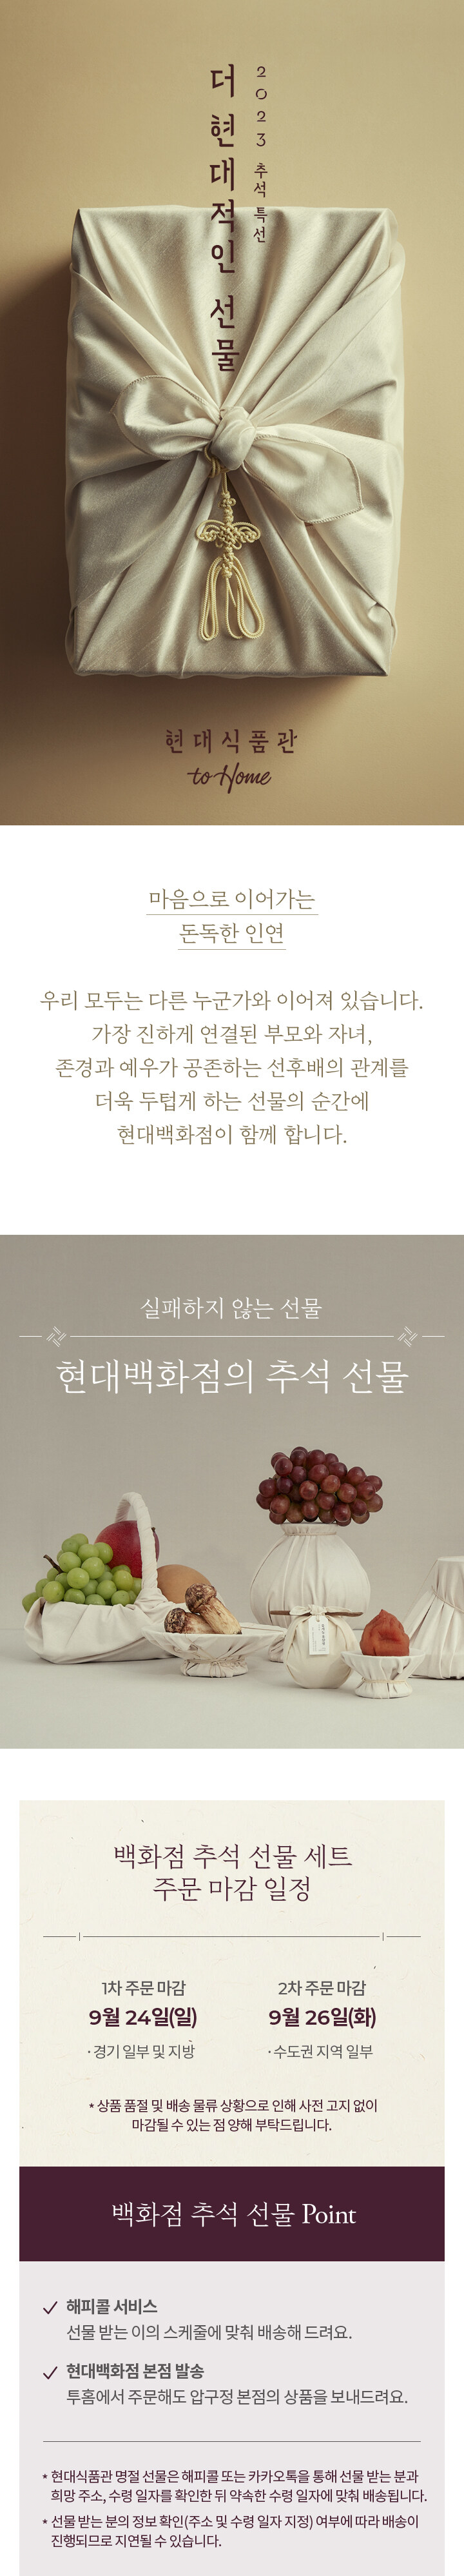 2023 추석 특선
더 현대적인 선물
현대식품관
to Home
마음으로 이어가는
돈독한 인연
우리 모두는 다른 누군가와 이어져 있습니다.
가장 진하게 연결된 부모와 자녀,
존경과 예우가 공존하는 선후배의 관계를
더욱 두텁게 하는 선물의 순간에
현대백화점이 함께 합니다.
실패하지 않는 선물
현대백화점의 추석 선물
백화점 추석 선물 세트
주문 마감 일정
1차 주문 마감
9월 24일(일)
· 경기 일부 및 지방
2차 주문 마감
9월 26일(화)
· 수도권 지역 일부
* 상품 품절 및 배송 물류 상황으로 인해 사전 고지 없이
마감될 수 있는 점 양해 부탁드립니다.
백화점 추석 선물 Point
해피콜 서비스
선물 받는 이의 스케줄에 맞춰 배송해 드려요.
현대백화점 본점 발송
투홈에서 주문해도 압구정 본점의 상품을 보내드려요.
* 현대식품관 명절 선물은 해피콜 또는 카카오톡을 통해 선물 받는 분과
희망 주소, 수령 일자를 확인한 뒤 약속한 수령 일자에 맞춰 배송됩니다.
* 선물 받는 분의 정보 확인(주소 및 수령 일자 지정) 여부에 따라 배송이
진행되므로 지연될 수 있습니다.